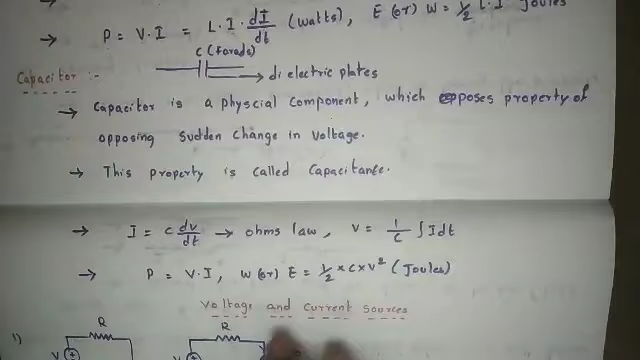 → P = V·I = L·I·dI/dt (watts), E (or) W = 1/2 L·I Joules
C (farads)
Capacitor :-
→ dielectric plates
→ Capacitor is a physcial component, which opposes property of
opposing sudden change in voltage.
→ This property is called Capacitance.
→ I = C dv/dt → ohms law, V = 1/C ∫Idt
→ P = V·I, W (or) E = 1/2 × C × V² (Joules)
Voltage and Current Sources
1) R R
V V